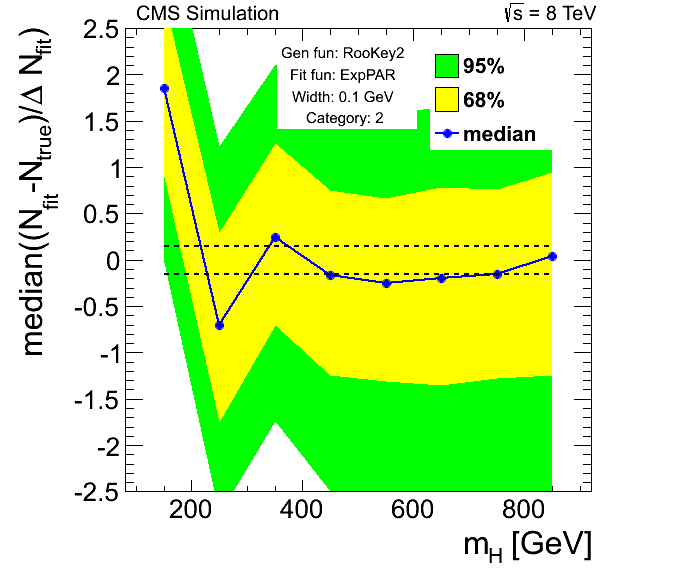 CMS Simulation √s = 8 TeV
Gen fun: RooKey2
Fit fun: ExpPAR
Width: 0.1 GeV
Category: 2
95%
68%
median
median((N_fit-N_true)/Δ N_fit)
2.5
2
1.5
1
0.5
0
-0.5
-1
-1.5
-2
-2.5
200 400 600 800
m_H [GeV]